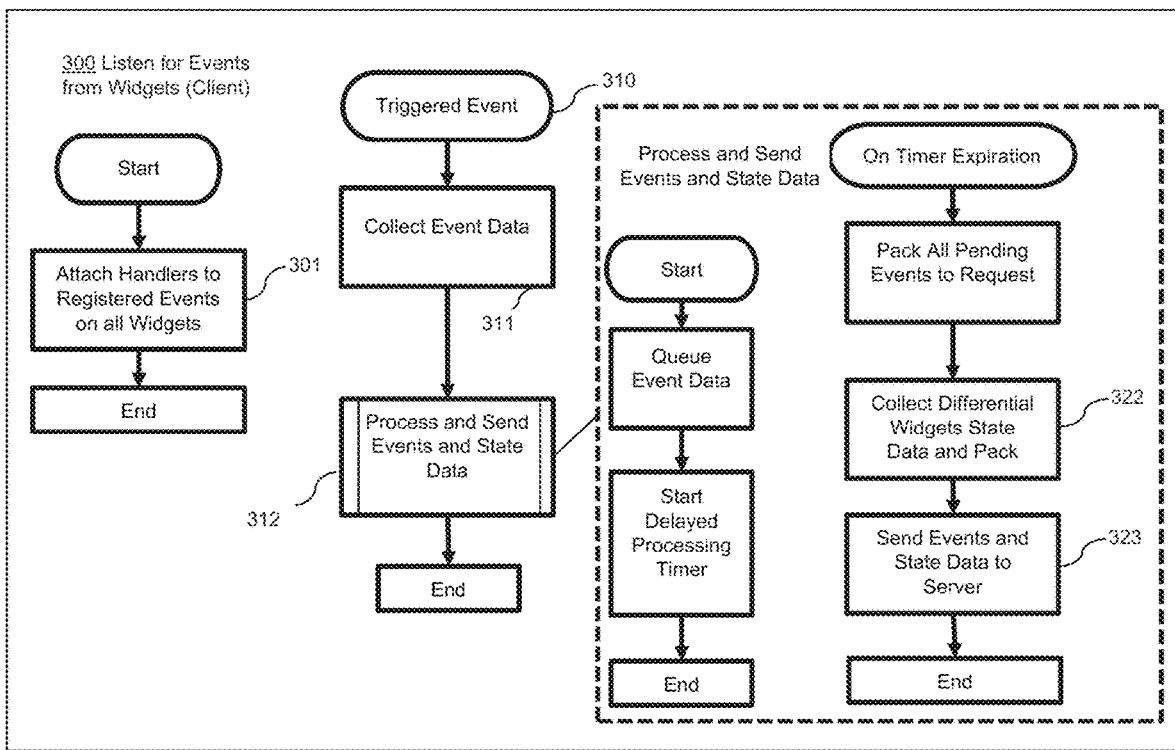 300 Listen for Events
from Widgets (Client)
Start
Attach Handlers to
Registered Events
on all Widgets
301
End
Triggered Event
310
Collect Event Data
311
Process and Send
Events and State
Data
312
End
Process and Send
Events and State Data
Start
Queue
Event Data
Start
Delayed
Processing
Timer
End
On Timer Expiration
Pack All Pending
Events to Request
Collect Differential
Widgets State
Data and Pack
322
Send Events and
State Data to
Server
323
End